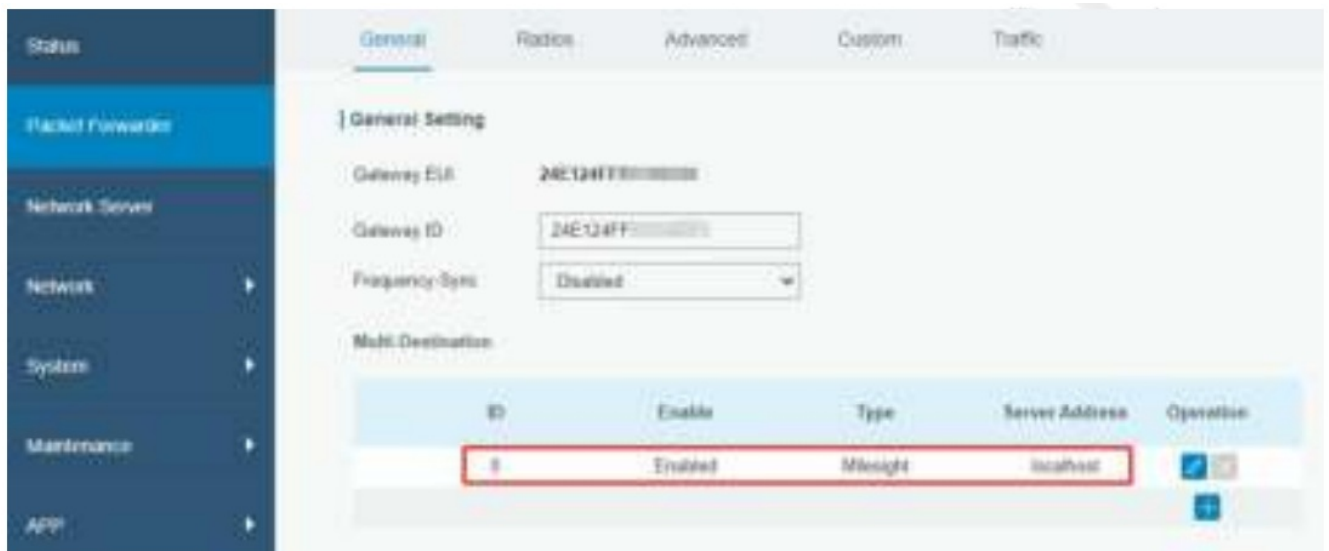 Status
General Radios Advanced Custom Traffic
Packet Forwarder
General Setting
Gateway EUI 24E124FF
Network Server
Gateway ID 24E124FF
Network
Frequency-Sync Disabled
Multi-Destination
System
ID Enable Type Server Address Operation
Maintenance
Enabled Milesight localhost
APP